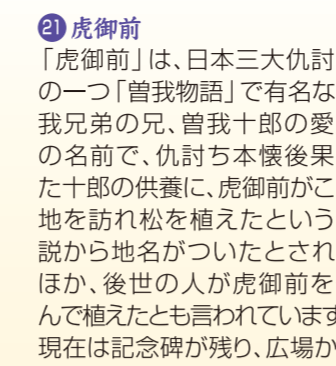 21 虎御前
「虎御前」は、日本三大仇討
の一つ「曽我物語」で有名な
我兄弟の兄、曽我十郎の愛
の名前で、仇討ち本懐後果
た十郎の供養に、虎御前がこ
地を訪れ松を植えたという
説から地名がついたとされ
ほか、後世の人が虎御前を
んで植えたとも言われています
現在は記念碑が残り、広場か